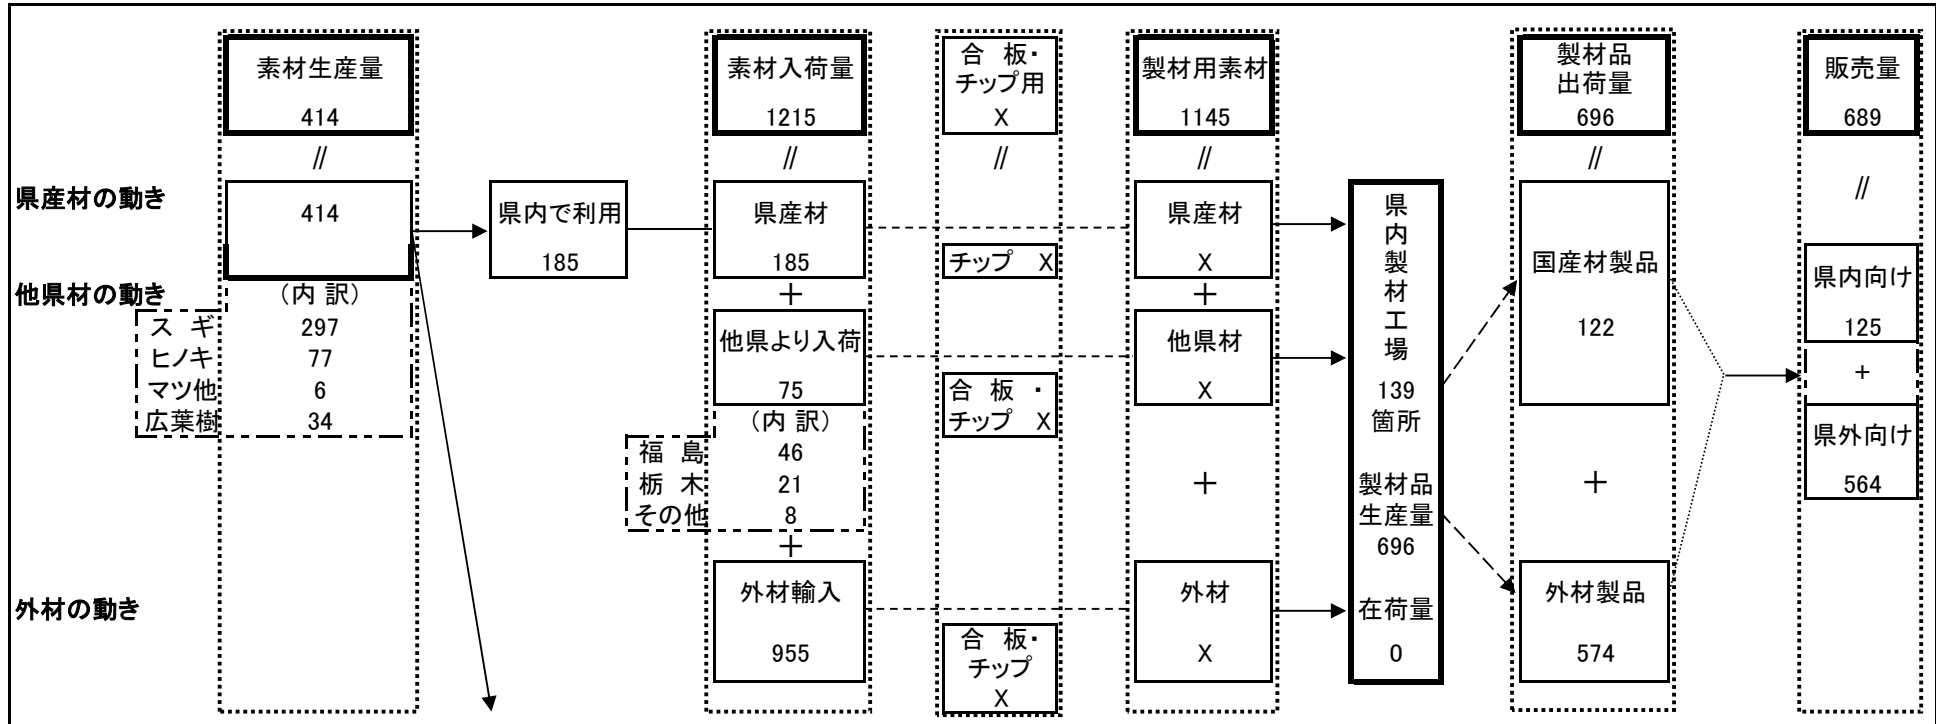 素材生産量
414
//
414
(内 訳)
スギ 297
ヒノキ 77
マツ他 6
広葉樹 34
県産材の動き
他県材の動き
外材の動き
県内で利用
185
素材入荷量
1215
//
県産材
185
+
他県より入荷
75
(内 訳)
福島 46
栃木 21
その他 8
+
外材輸入
955
合 板・
チップ用
X
//
チップ X
合 板 ・
チップ X
合 板・
チップ
X
製材用素材
1145
//
県産材
X
+
他県材
X
+
外材
X
県内製材工場
139
箇所
製材品
生産量
696
在荷量
0
製材品
出荷量
696
//
国産材製品
122
+
外材製品
574
販売量
689
//
県内向け
125
+
県外向け
564